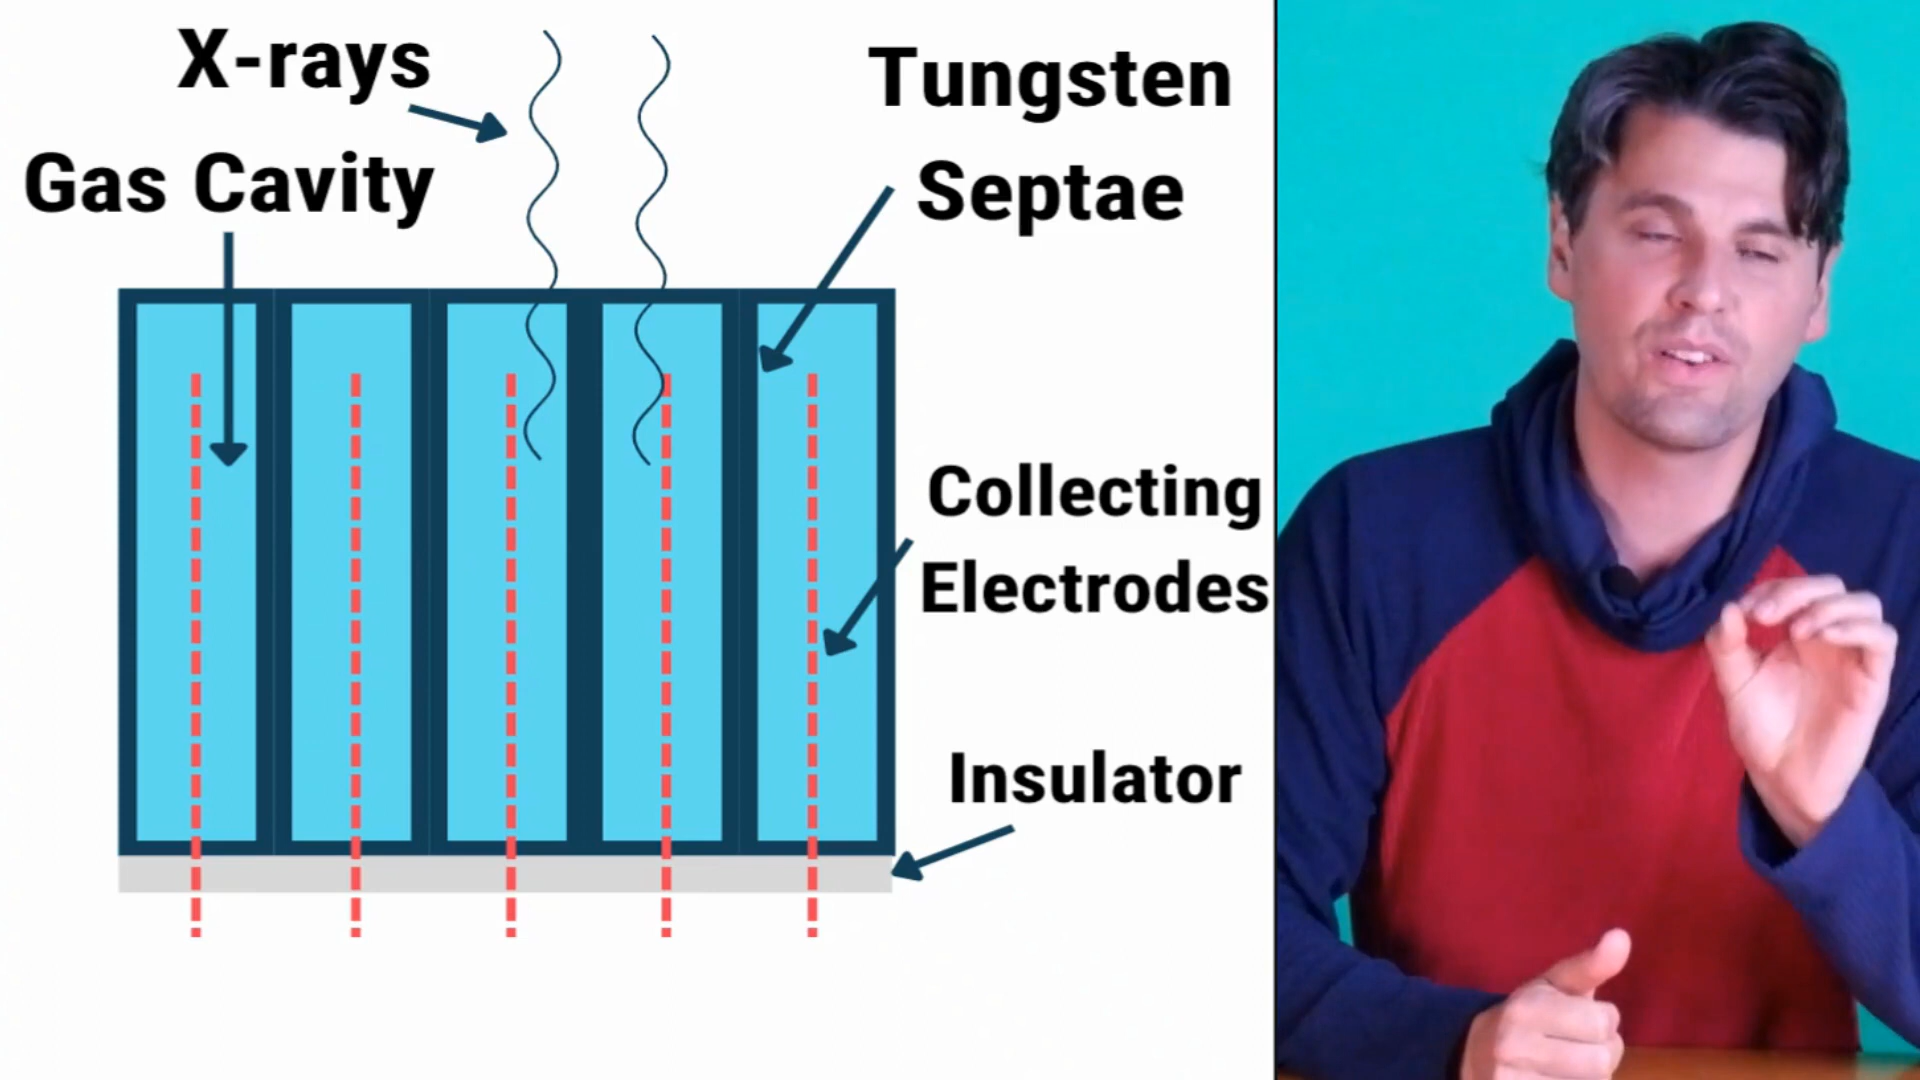 X-rays
Gas Cavity
Tungsten
Septae
Collecting
Electrodes
Insulator